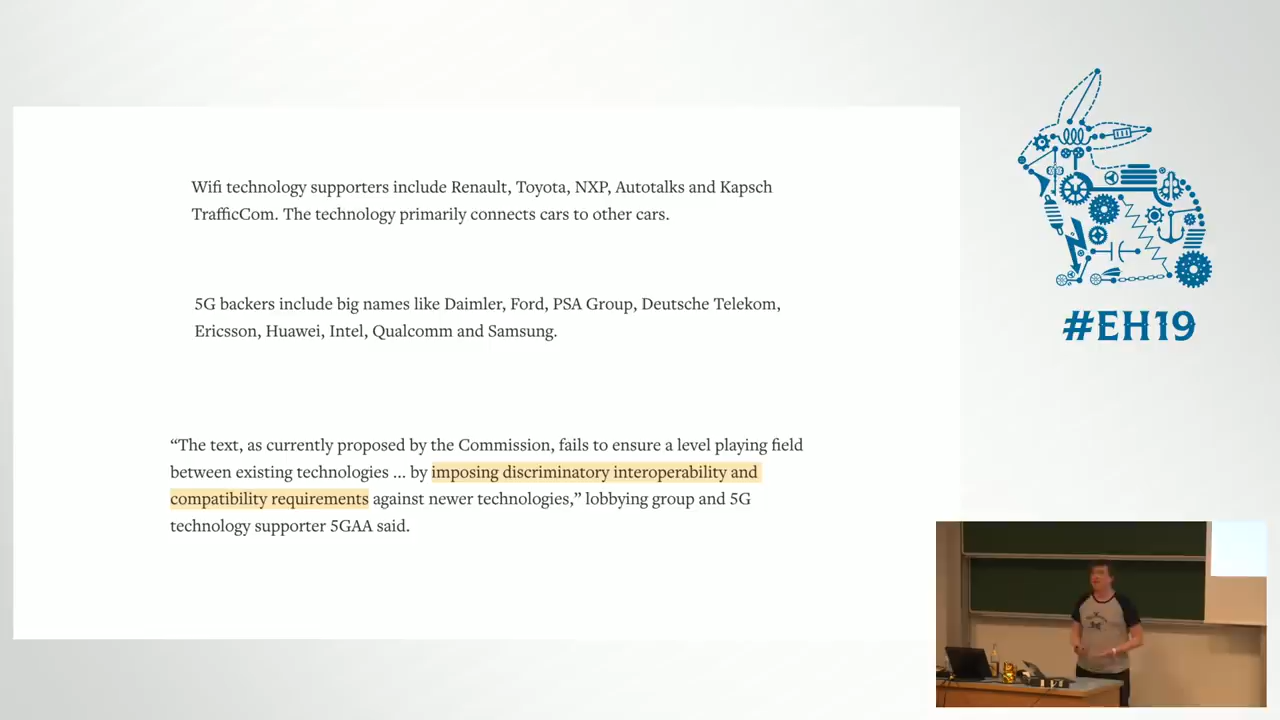 Wifi technology supporters include Renault, Toyota, NXP, Autotalks and Kapsch
TrafficCom. The technology primarily connects cars to other cars.
5G backers include big names like Daimler, Ford, PSA Group, Deutsche Telekom,
Ericsson, Huawei, Intel, Qualcomm and Samsung.
“The text, as currently proposed by the Commission, fails to ensure a level playing field
between existing technologies ... by imposing discriminatory interoperability and
compatibility requirements against newer technologies,” lobbying group and 5G
technology supporter 5GAA said.
#EH19